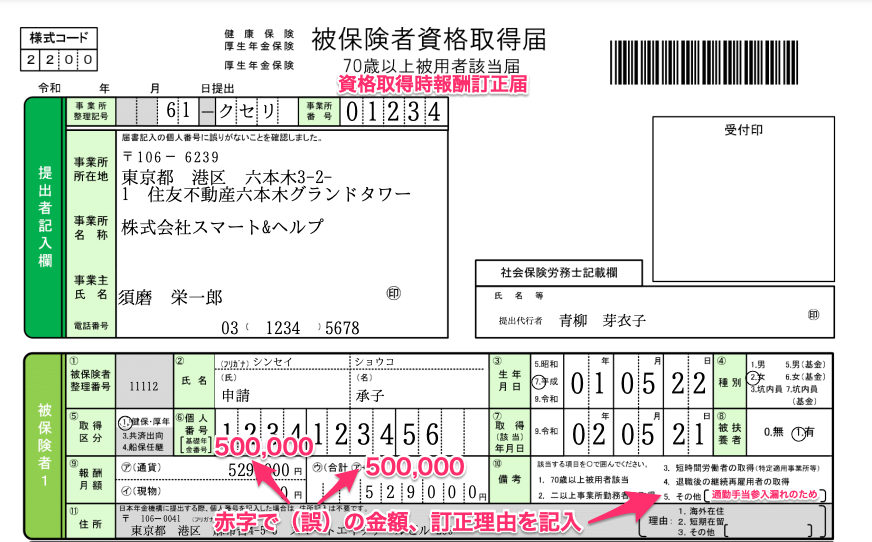 様式コード
2 2 0 0
健康保険
厚生年金保険
厚生年金保険
被保険者資格取得届
70歳以上被用者該当届
資格取得時報酬訂正届
令和 年 月 日提出
事業所整理記号 61 ― クセリ 事業所番号 01234
届書記入の個人番号に誤りがないことを確認しました。
事業所所在地
〒106 － 6239
東京都 港区 六本木3-2-
1 住友不動産六本木グランドタワー
事業所名称 株式会社スマート&ヘルプ
事業主氏名 須磨 栄一郎 ㊞
電話番号 03 ( 1234 ) 5678
提出者記入欄
受付印
社会保険労務士記載欄
氏名等
提出代行者 青柳 芽衣子 ㊞
被保険者1
① 被保険者整理番号 11112
② 氏名 (フリガナ) シンセイ ショウコ
(氏) 申請 (名) 承子
③ 生年月日 5.昭和 7.平成 9.令和 年 月 日 01 05 22
④ 種別 1.男 2.女 3.坑内員 5.男(基金) 6.女(基金) 7.坑内員(基金)
⑤ 取得区分 1.健保・厚年 3.共済出向 4.船保任継
⑥ 個人番号 [基礎年金番号] 1 2 3 4 1 2 3 4 5 6
⑦ 取得(該当)年月日 9.令和 年 月 日 02 05 21
⑧ 被扶養者 0.無 1.有
500,000
500,000
⑨ 報酬月額 ㋐(通貨) 円
㋑(現物) 0 円
㋒(合計 529000 円
⑩ 備考 該当する項目を○で囲んでください。
1. 70歳以上被用者該当
2. 二以上事業所勤務者
3. 短時間労働者の取得(特定適用事業所等)
4. 退職後の継続再雇用者の取得
5. その他 [通勤手当参入漏れのため]
赤字で（誤）の金額、訂正理由を記入
⑪ 住所 日本年金機構に提出する際、個人番号を記入した場合は、住所記入は不要です。
〒 106-0041 (フリガナ
東京都 港区
理由: 1. 海外在住
2. 短期在留
3. その他 [ ]